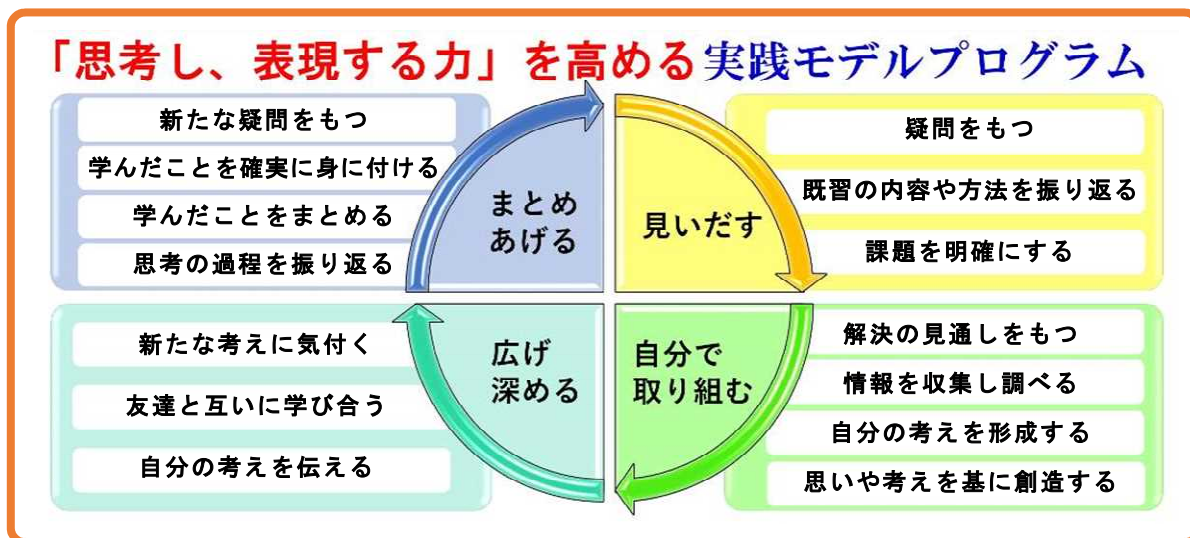 「思考し、表現する力」を高める実践モデルプログラム
新たな疑問をもつ
学んだことを確実に身に付ける
学んだことをまとめる
思考の過程を振り返る
まとめ
あげる
見いだす
疑問をもつ
既習の内容や方法を振り返る
課題を明確にする
新たな考えに気付く
友達と互いに学び合う
自分の考えを伝える
広げ
深める
自分で
取り組む
解決の見通しをもつ
情報を収集し調べる
自分の考えを形成する
思いや考えを基に創造する